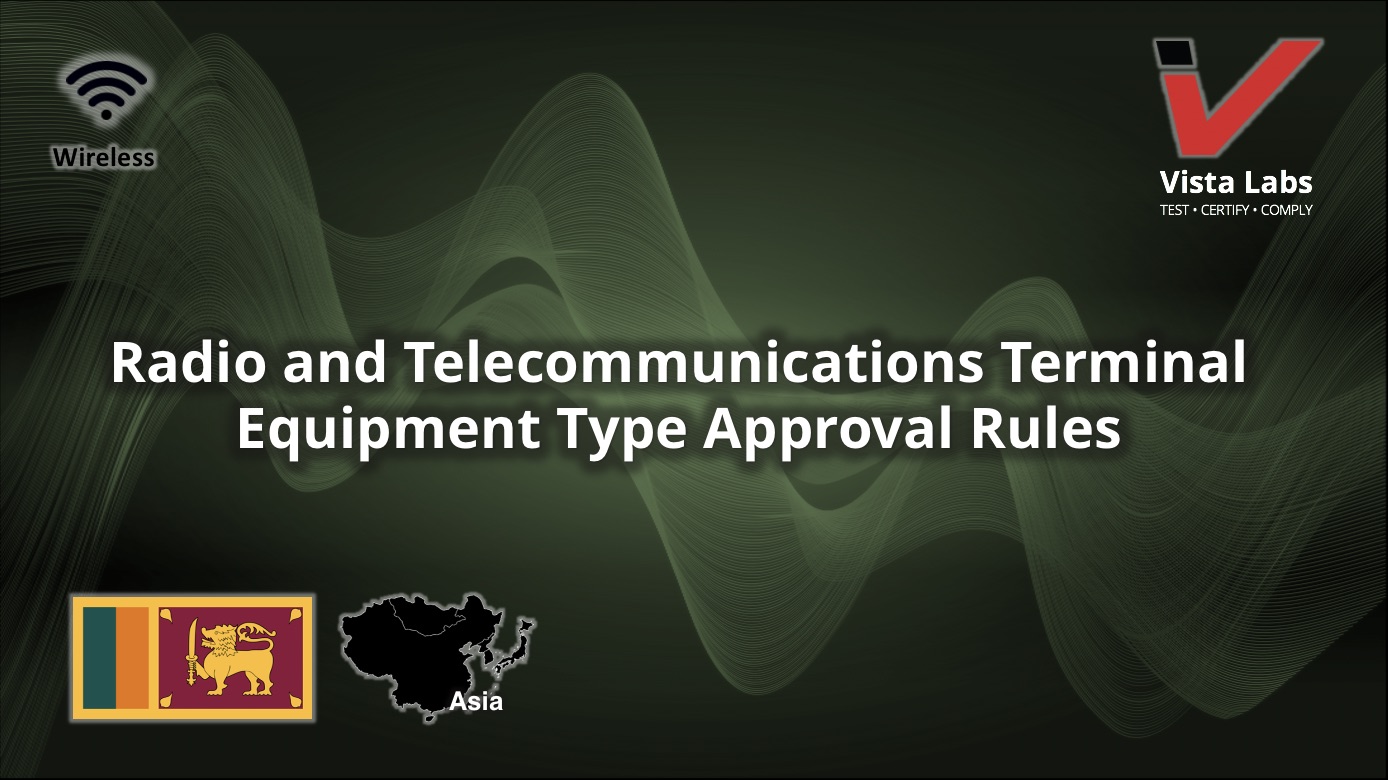 Wireless
Vista Labs
TEST • CERTIFY • COMPLY
Radio and Telecommunications Terminal
Equipment Type Approval Rules
Asia